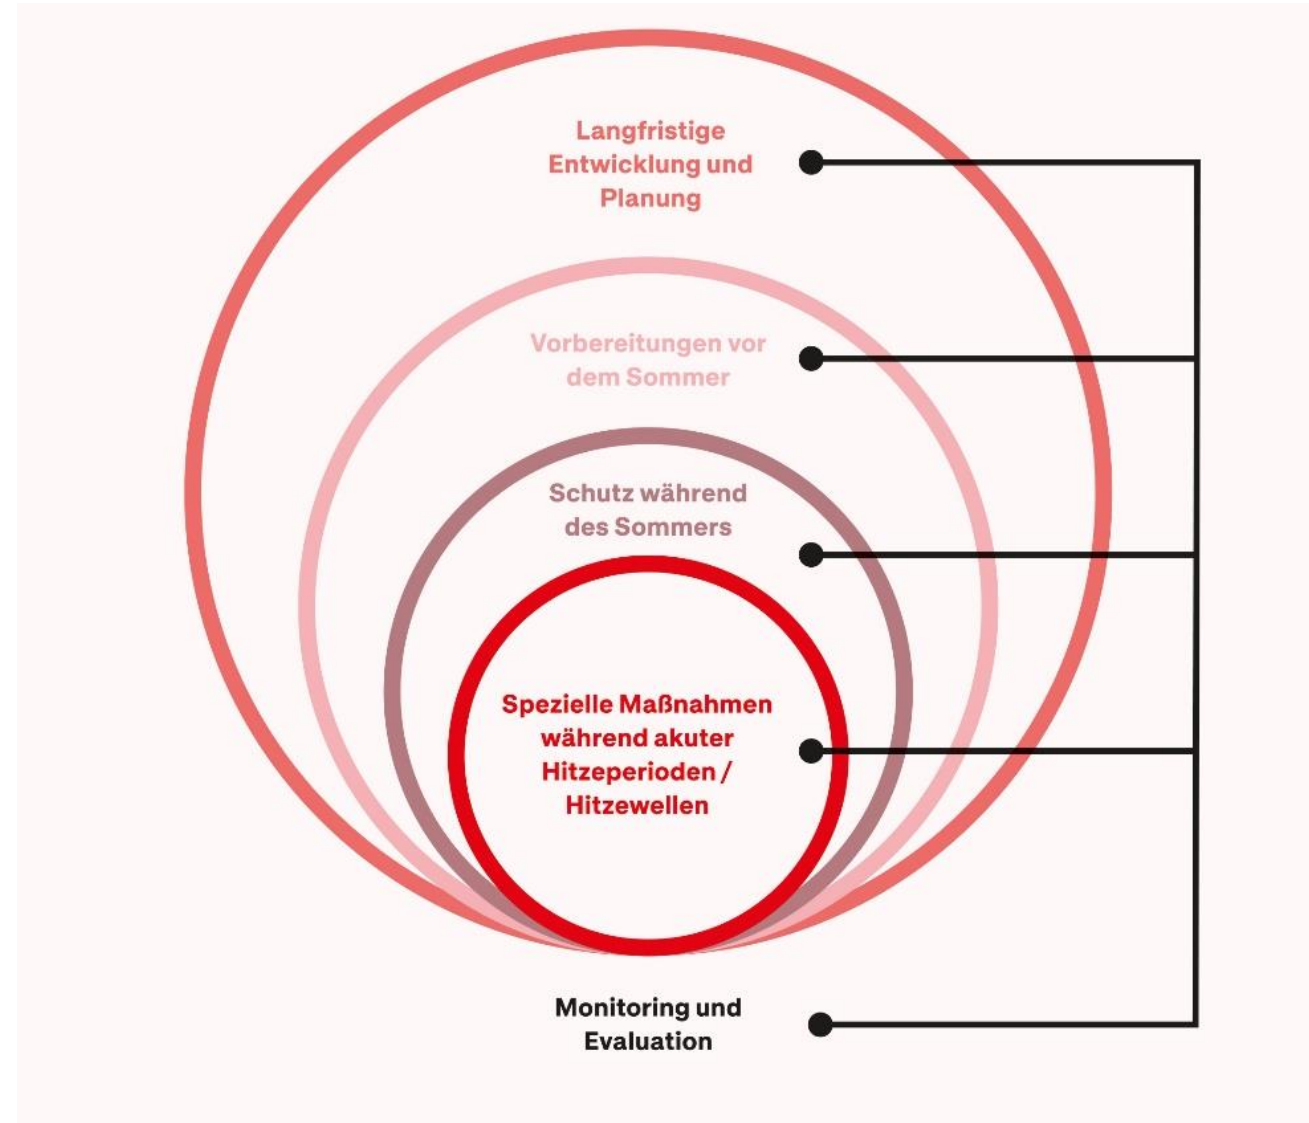 Langfristige
Entwicklung und
Planung
Vorbereitungen vor
dem Sommer
Schutz während
des Sommers
Spezielle Maßnahmen
während akuter
Hitzeperioden /
Hitzewellen
Monitoring und
Evaluation